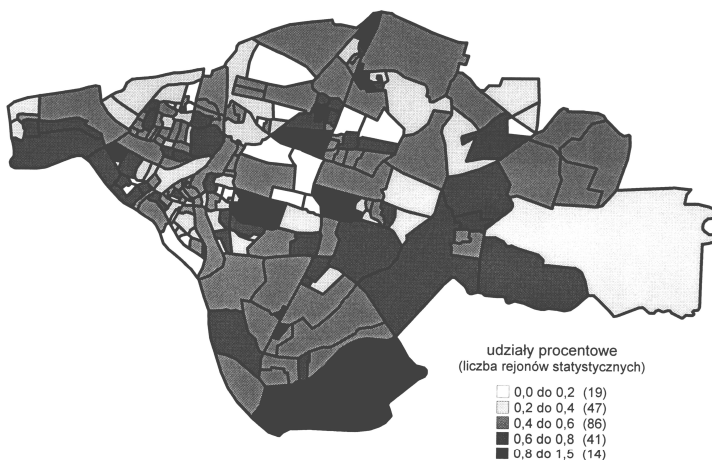 udziały procentowe
(liczba rejonów statystycznych)
0,0 do 0,2 (19)
0,2 do 0,4 (47)
0,4 do 0,6 (86)
0,6 do 0,8 (41)
0,8 do 1,5 (14)